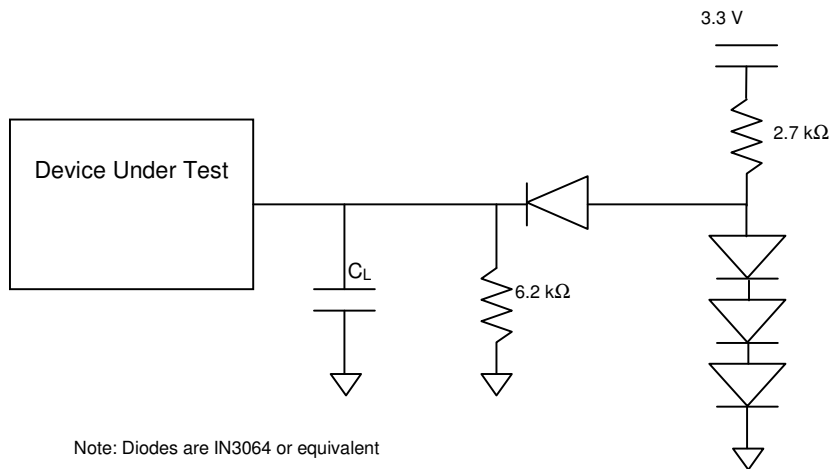 3.3 V
2.7 kΩ
Device Under Test
CL
6.2 kΩ
Note: Diodes are IN3064 or equivalent